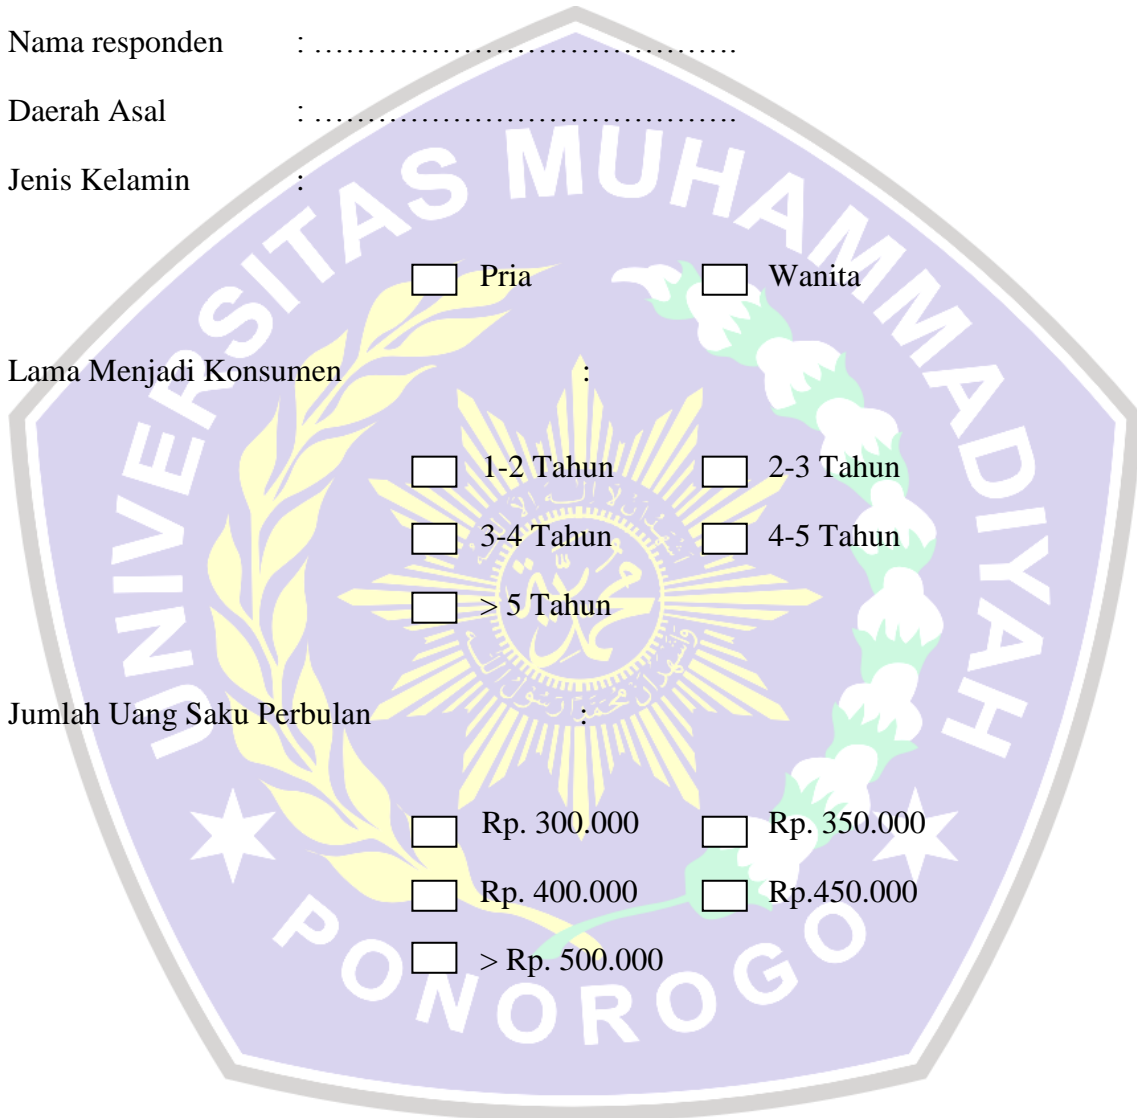 Nama responden : …………………………………….
Daerah Asal : …………………………………….
Jenis Kelamin :
Pria Wanita
Lama Menjadi Konsumen :
1-2 Tahun 2-3 Tahun
3-4 Tahun 4-5 Tahun
> 5 Tahun
Jumlah Uang Saku Perbulan :
Rp. 300.000 Rp. 350.000
Rp. 400.000 Rp.450.000
> Rp. 500.000
UNIVERSITAS MUHAMMADIYAH
PONOROGO
محمدية